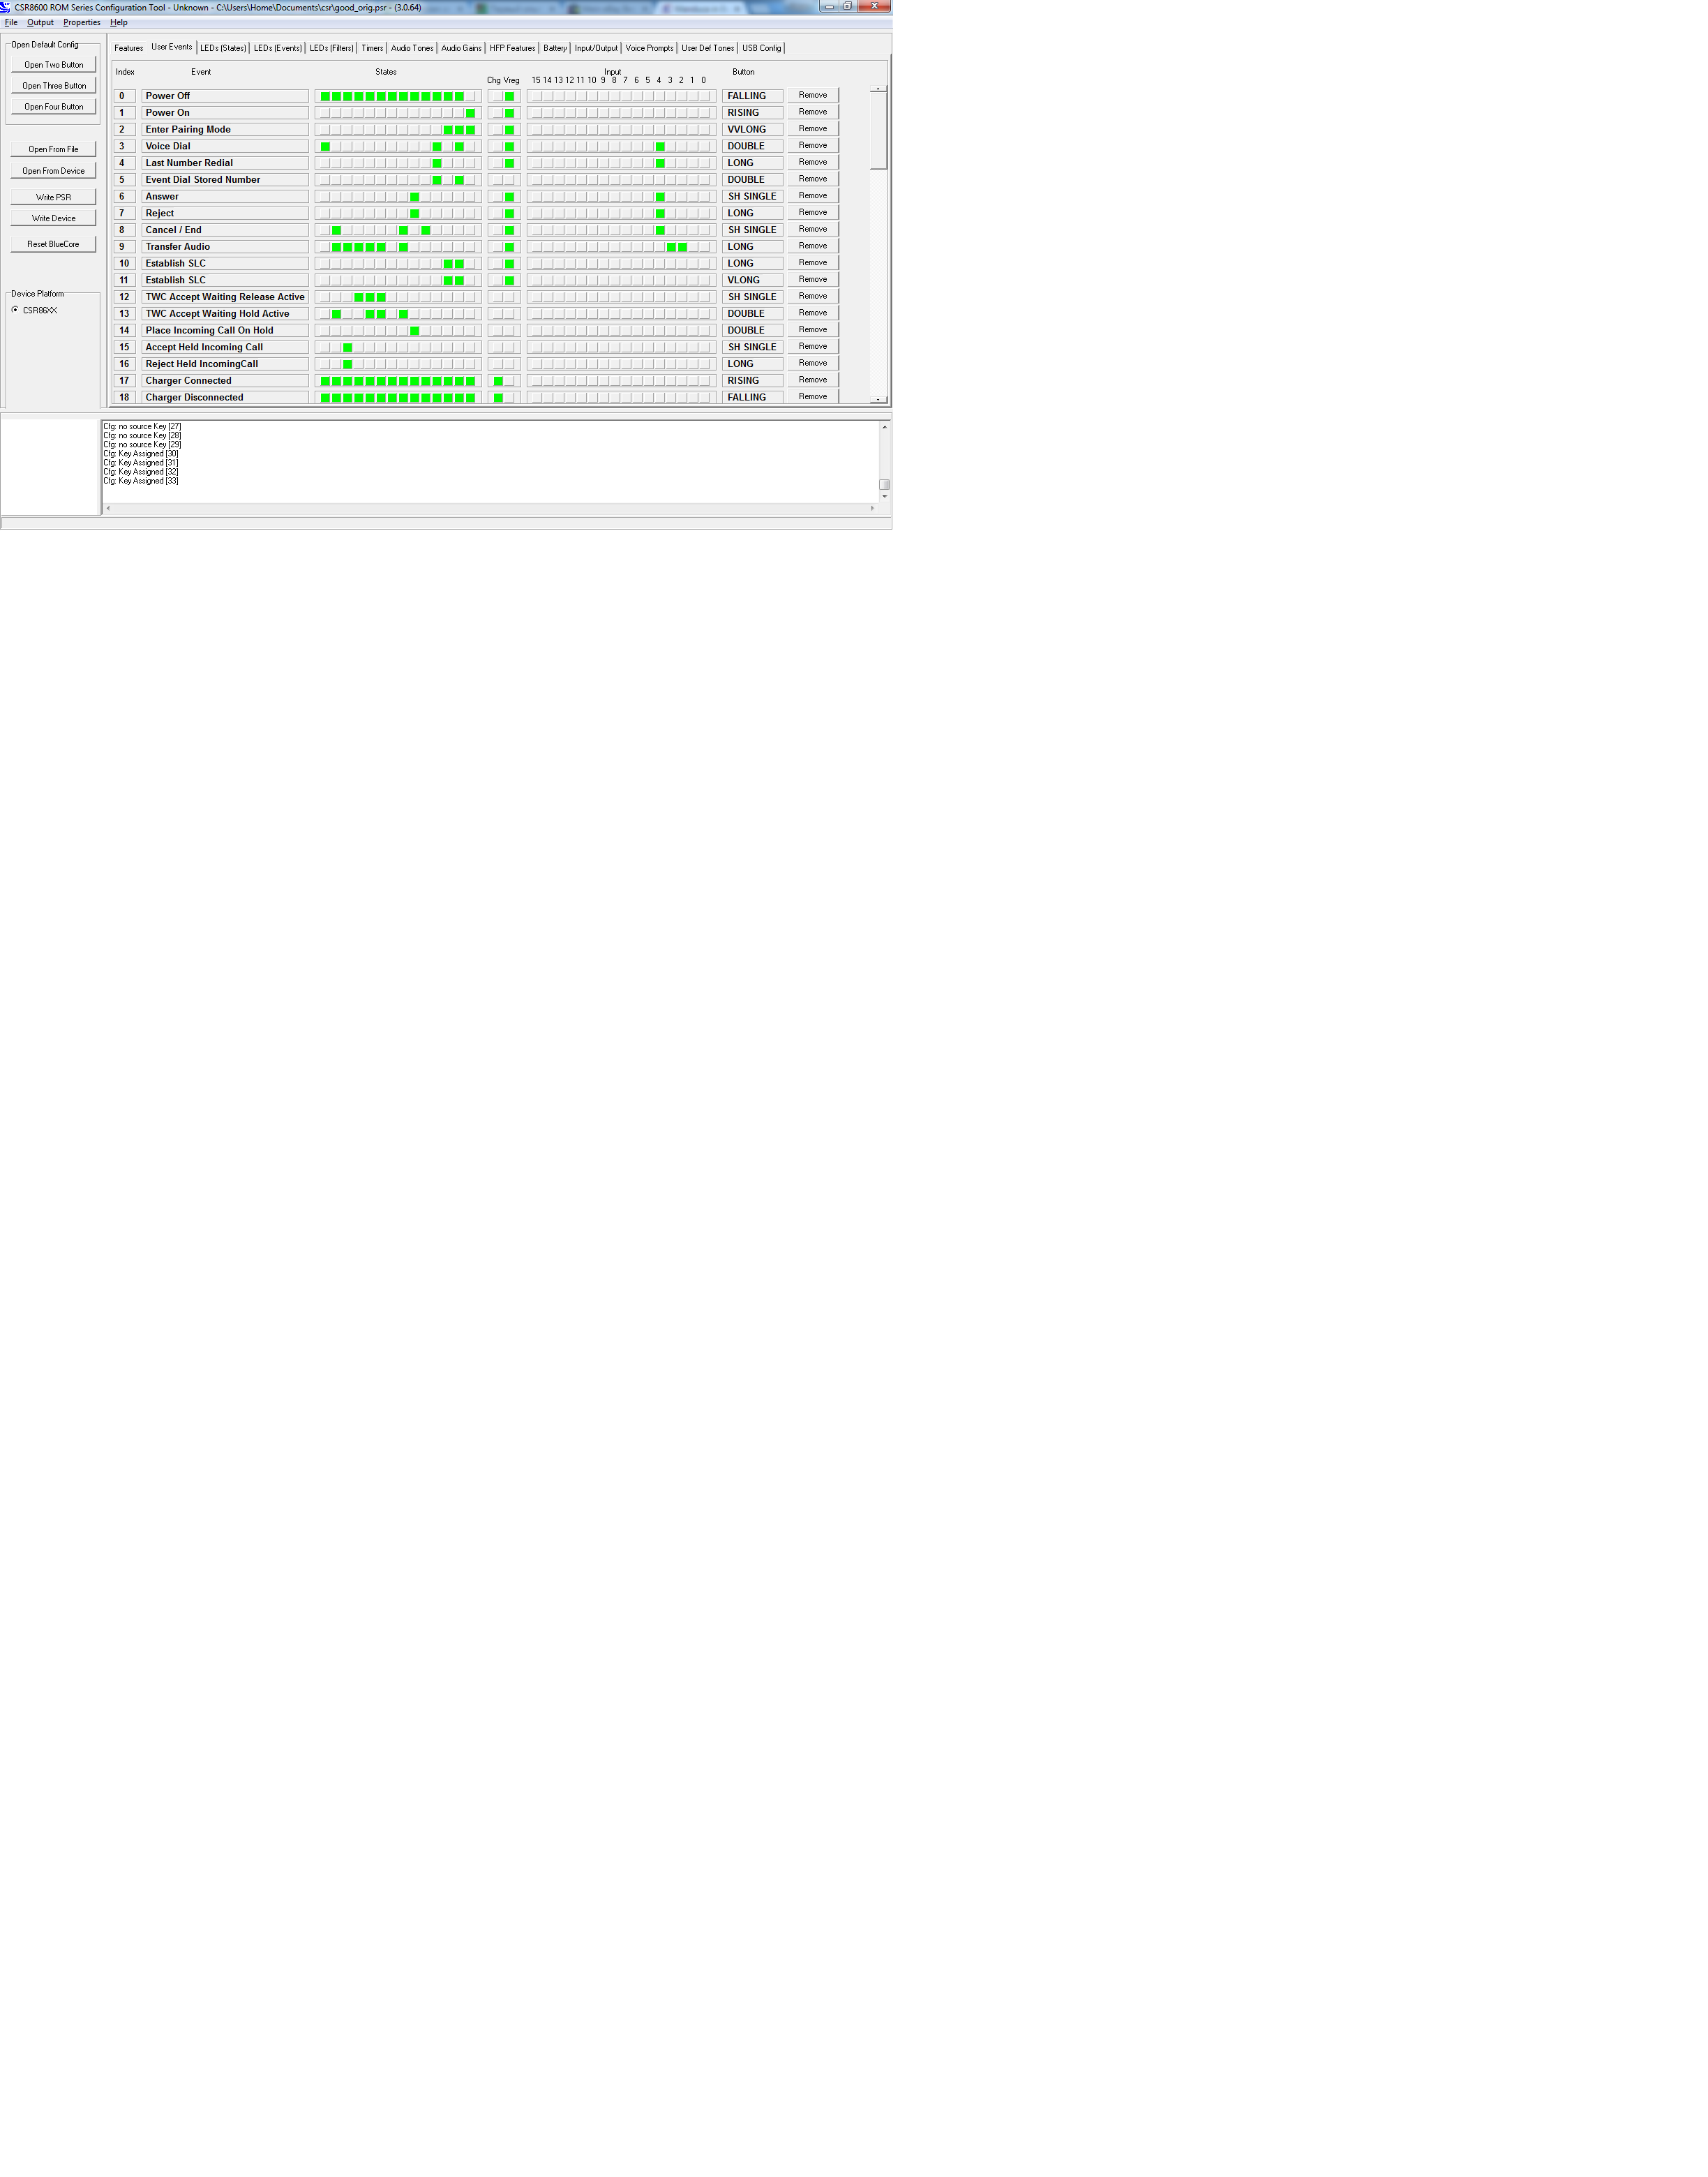 CSR8600 ROM Series Configuration Tool - Unknown - C:\Users\Home\Documents\csr\good_orig.psr - (3.0.64)
File Output Properties Help
Open Default Config
Open Two Button
Open Three Button
Open Four Button
Open From File
Open From Device
Write PSR
Write Device
Reset BlueCore
Device Platform
CSR86XX
Features User Events LEDs (States) LEDs (Events) LEDs (Filters) Timers Audio Tones Audio Gains HFP Features Battery Input/Output Voice Prompts User Def Tones USB Config
Index Event States Input Button
Chg Vreg 15 14 13 12 11 10 9 8 7 6 5 4 3 2 1 0
0 Power Off FALLING Remove
1 Power On RISING Remove
2 Enter Pairing Mode VVLONG Remove
3 Voice Dial DOUBLE Remove
4 Last Number Redial LONG Remove
5 Event Dial Stored Number DOUBLE Remove
6 Answer SH SINGLE Remove
7 Reject LONG Remove
8 Cancel / End SH SINGLE Remove
9 Transfer Audio LONG Remove
10 Establish SLC LONG Remove
11 Establish SLC VLONG Remove
12 TWC Accept Waiting Release Active SH SINGLE Remove
13 TWC Accept Waiting Hold Active DOUBLE Remove
14 Place Incoming Call On Hold DOUBLE Remove
15 Accept Held Incoming Call SH SINGLE Remove
16 Reject Held IncomingCall LONG Remove
17 Charger Connected RISING Remove
18 Charger Disconnected FALLING Remove
Cfg: no source Key [27]
Cfg: no source Key [28]
Cfg: no source Key [29]
Cfg: Key Assigned [30]
Cfg: Key Assigned [31]
Cfg: Key Assigned [32]
Cfg: Key Assigned [33]